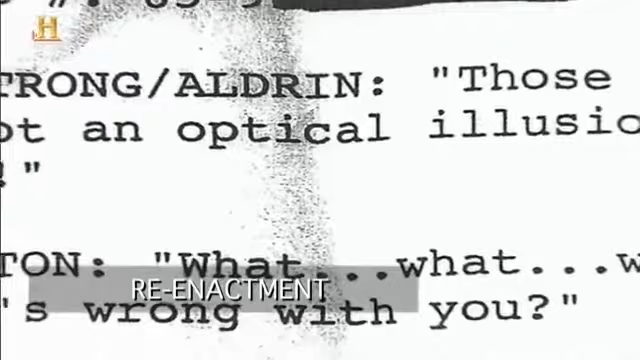 H
TRONG/ALDRIN: "Those
ot an optical illusio
!"
TON: "What...what...w
RE-ENACTMENT
's wrong with you?"